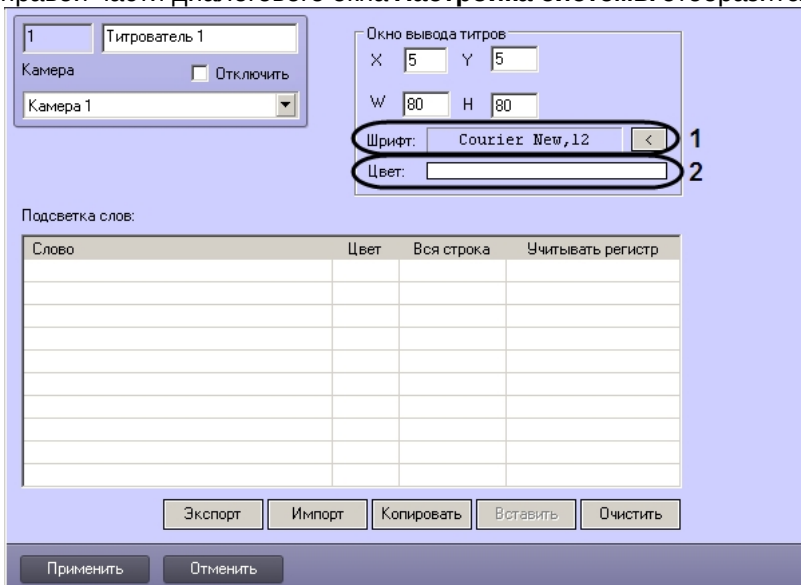 правой части диалогового окна Настройка системы отобразится
1 Титрователь 1
Камера Отключить
Камера 1
Окно вывода титров
X 5 Y 5
W 80 H 80
Шрифт: Courier New,12 < 1
Цвет: 2
Подсветка слов:
Слово Цвет Вся строка Учитывать регистр
Экспорт Импорт Копировать Вставить Очистить
Применить Отменить